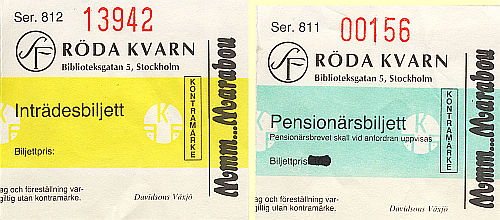 Ser. 812
13942
SF
RÖDA KVARN
Biblioteksgatan 5, Stockholm
Inträdesbiljett
Biljettpris:
KONTRAMÄRKE
Mmm...Marabou
ag och föreställning var-
giltig utan kontramärke.
Davidsons Växjö
Ser. 811
00156
SF
RÖDA KVARN
Biblioteksgatan 5, Stockholm
Pensionärsbiljett
Pensionärsbrevet skall vid anfordran uppvisas
Biljettpris
KONTRAMÄRKE
Mmm...Marabou
ag och föreställning var-
giltig utan kontramärke.
Davidsons Växjö